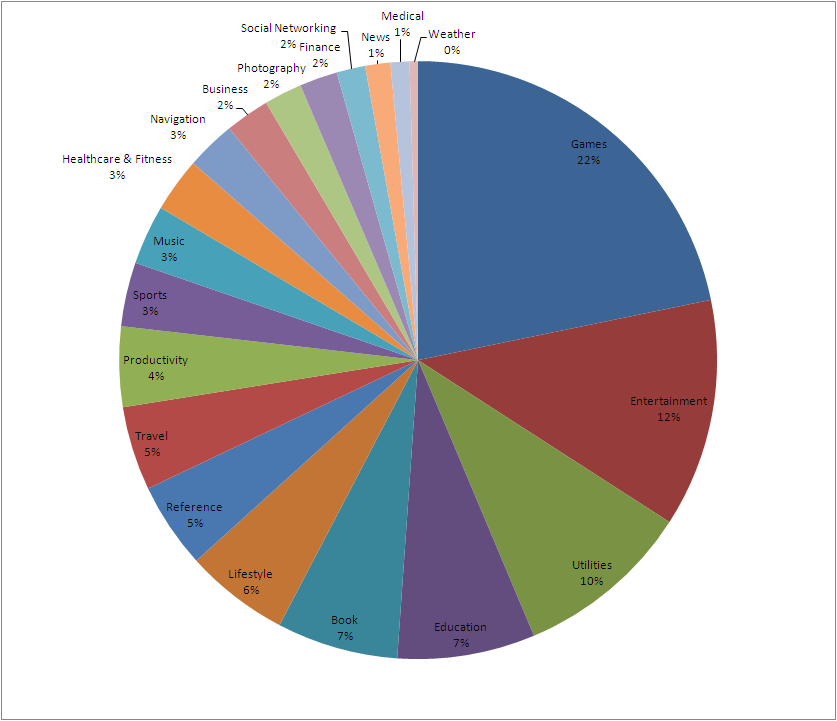 Games
22%
Entertainment
12%
Utilities
10%
Education
7%
Book
7%
Lifestyle
6%
Reference
5%
Travel
5%
Productivity
4%
Sports
3%
Music
3%
Healthcare & Fitness
3%
Navigation
3%
Business
2%
Photography
2%
Finance
2%
Social Networking
2%
News
1%
Medical
1%
Weather
0%